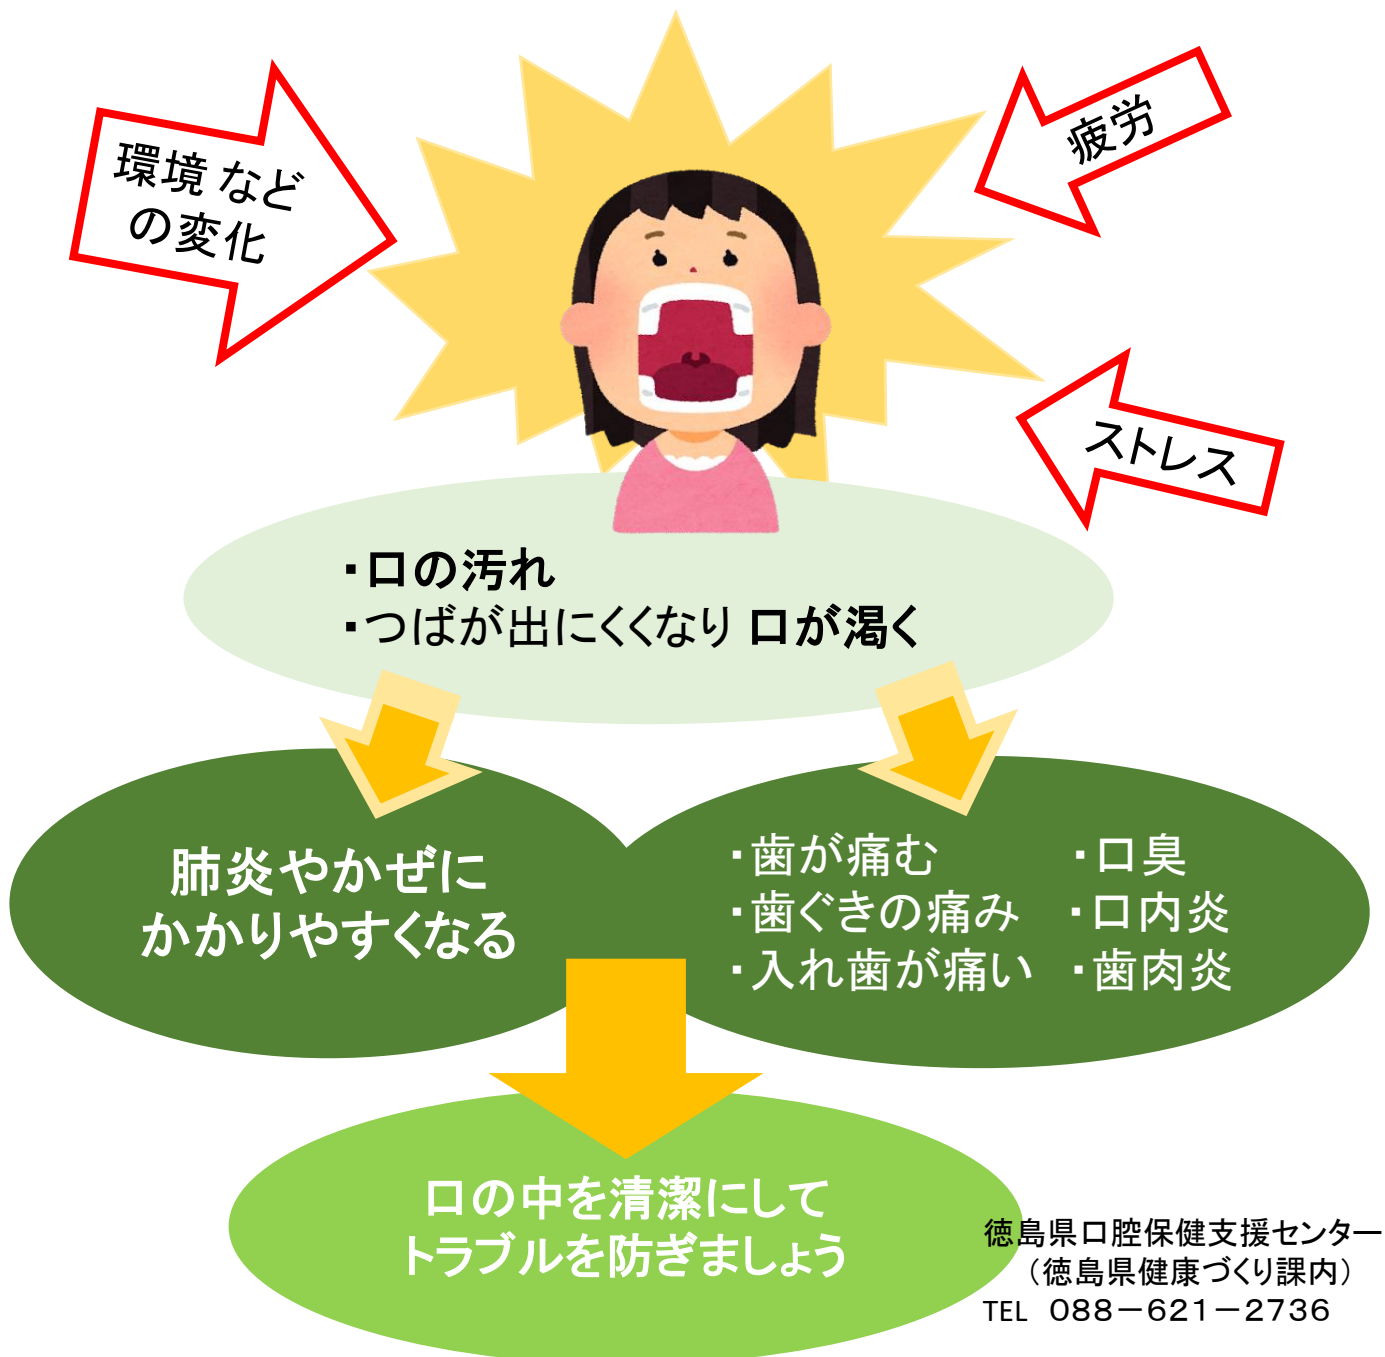 環境 など
の変化
疲労
ストレス
・口の汚れ
・つばが出にくくなり 口が渇く
肺炎やかぜに
かかりやすくなる
・歯が痛む ・口臭
・歯ぐきの痛み ・口内炎
・入れ歯が痛い ・歯肉炎
口の中を清潔にして
トラブルを防ぎましょう
徳島県口腔保健支援センター
（徳島県健康づくり課内）
TEL ０８８－６２１－２７３６